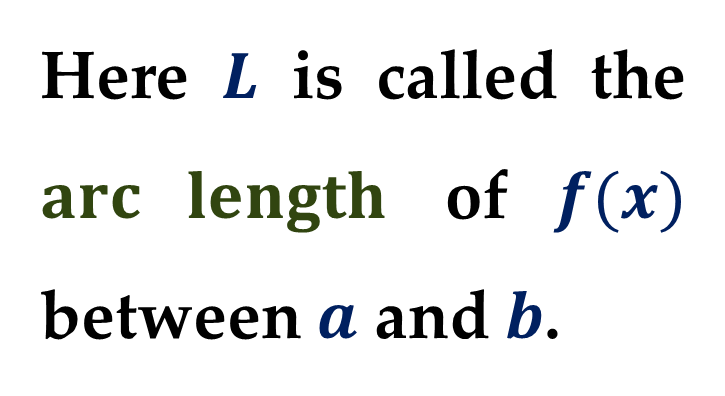 Here L is called the
arc length of f(x)
between a and b.